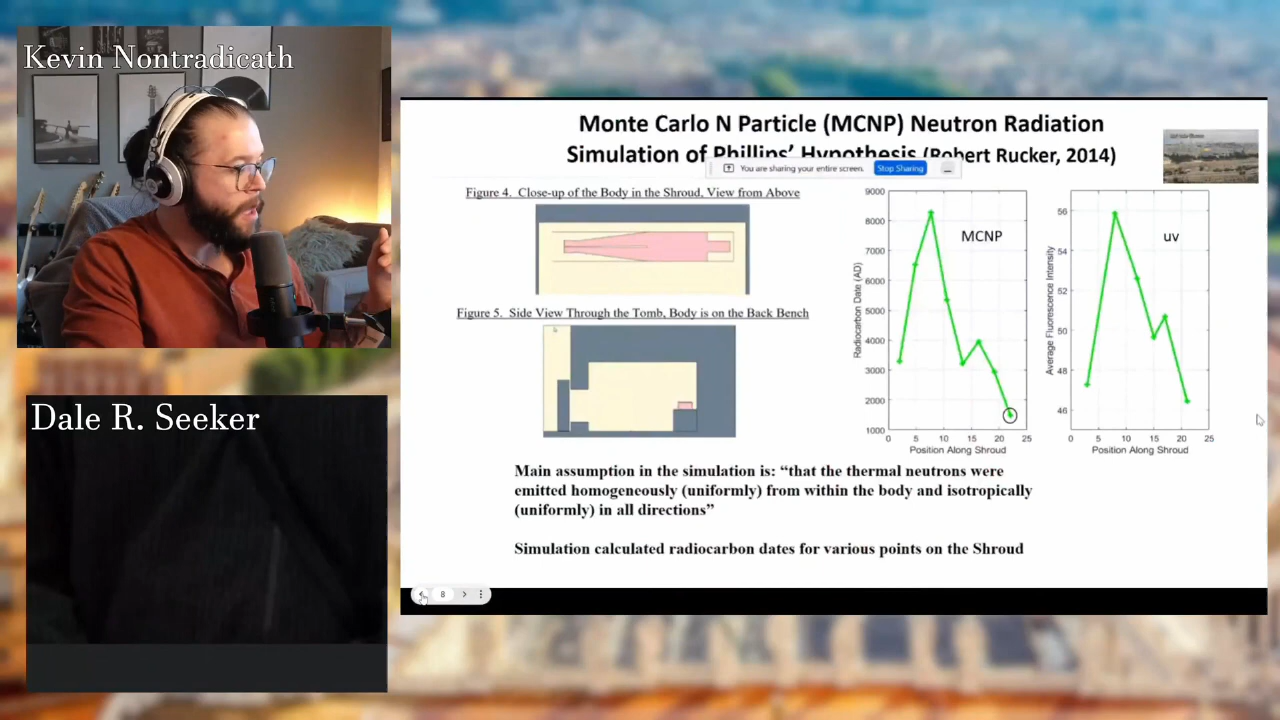 Kevin Nontradicath
Dale R. Seeker
Monte Carlo N Particle (MCNP) Neutron Radiation
Simulation of Phillips' Hypothesis (Robert Rucker, 2014)
You are sharing your entire screen.
Stop Sharing
Figure 4. Close-up of the Body in the Shroud, View from Above
Figure 5. Side View Through the Tomb, Body is on the Back Bench
MCNP
Radiocarbon Date (AD)
9000
8000
7000
6000
5000
4000
3000
2000
1000
0 5 10 15 20 25
Position Along Shroud
uv
Average Fluorescence Intensity
56
54
52
50
48
46
0 5 10 15 20 25
Position Along Shroud
Main assumption in the simulation is: “that the thermal neutrons were
emitted homogeneously (uniformly) from within the body and isotropically
(uniformly) in all directions”
Simulation calculated radiocarbon dates for various points on the Shroud
8